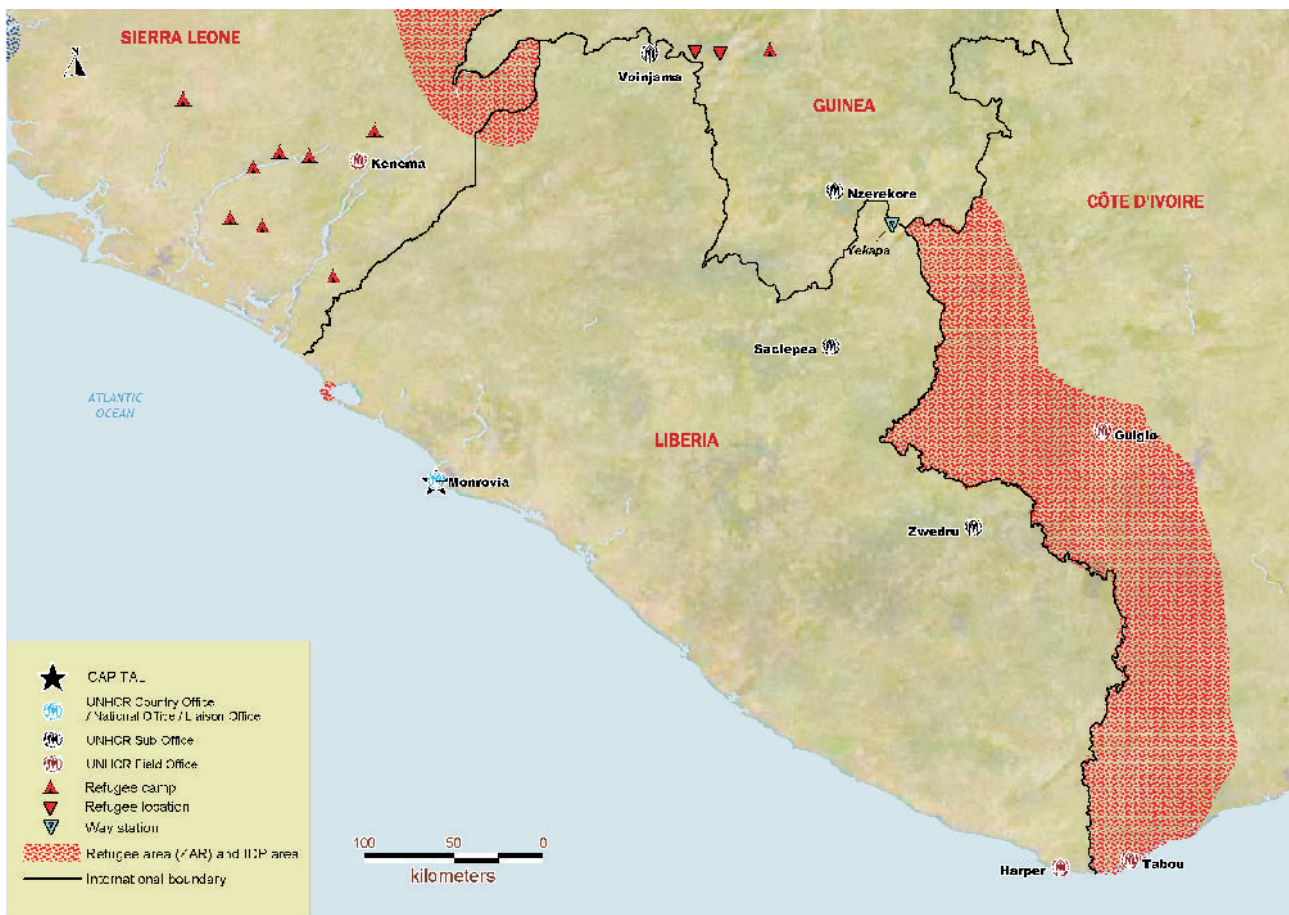 SIERRA LEONE
N
Voinjama
GUINEA
Kenema
Nzerekore
CÔTE D'IVOIRE
Yekapa
Saclepea
ATLANTIC
OCEAN
LIBERIA
Guiglo
Monrovia
Zwedru
CAPITAL
UNHCR Country Office
/ National Office / Liaison Office
UNHCR Sub Office
UNHCR Field Office
Refugee camp
Refugee location
Way station
Refugee area (ZAR) and IDP area
International boundary
100 50 0
kilometers
Harper
Tabou